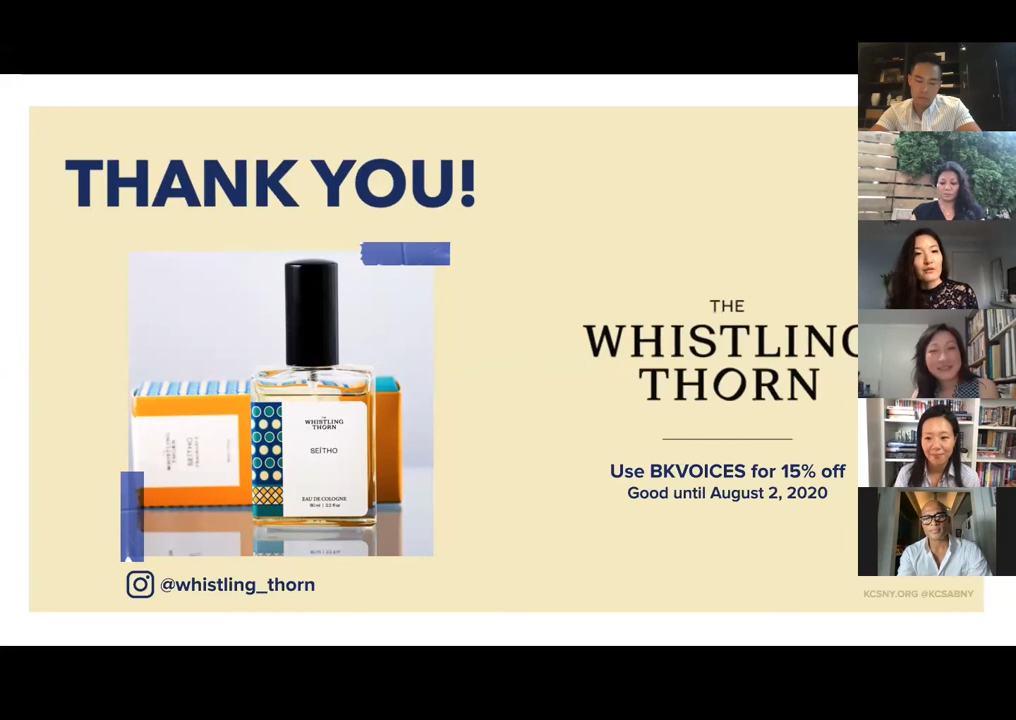 THANK YOU!
THE
WHISTLING
THORN
SEÏTHO
EAU DE COLOGNE
THE
WHISTLING
THORN
Use BKVOICES for 15% off
Good until August 2, 2020
@whistling_thorn
KCSNY.ORG @KCSABNY